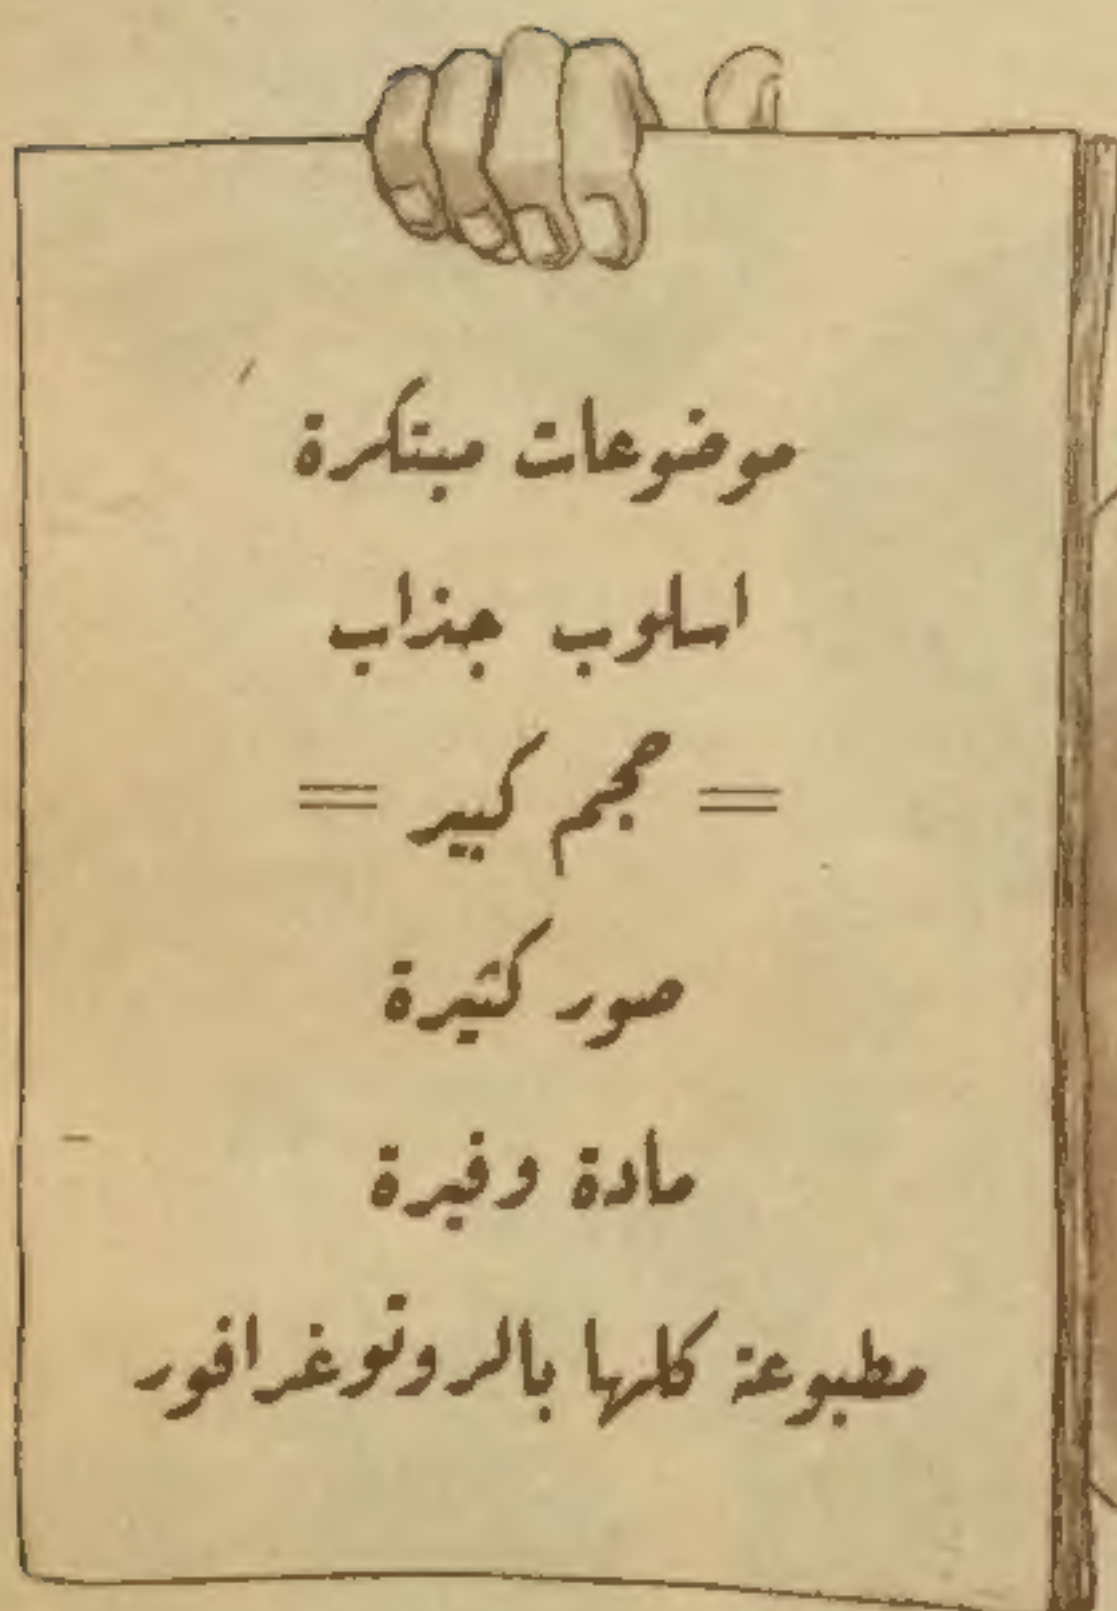 موضوعات مبتكرة
اسلوب جذاب
= حجم كبير =
صور كثيرة
مادة وفيرة
مطبوعة كلها بالروتوغرافور